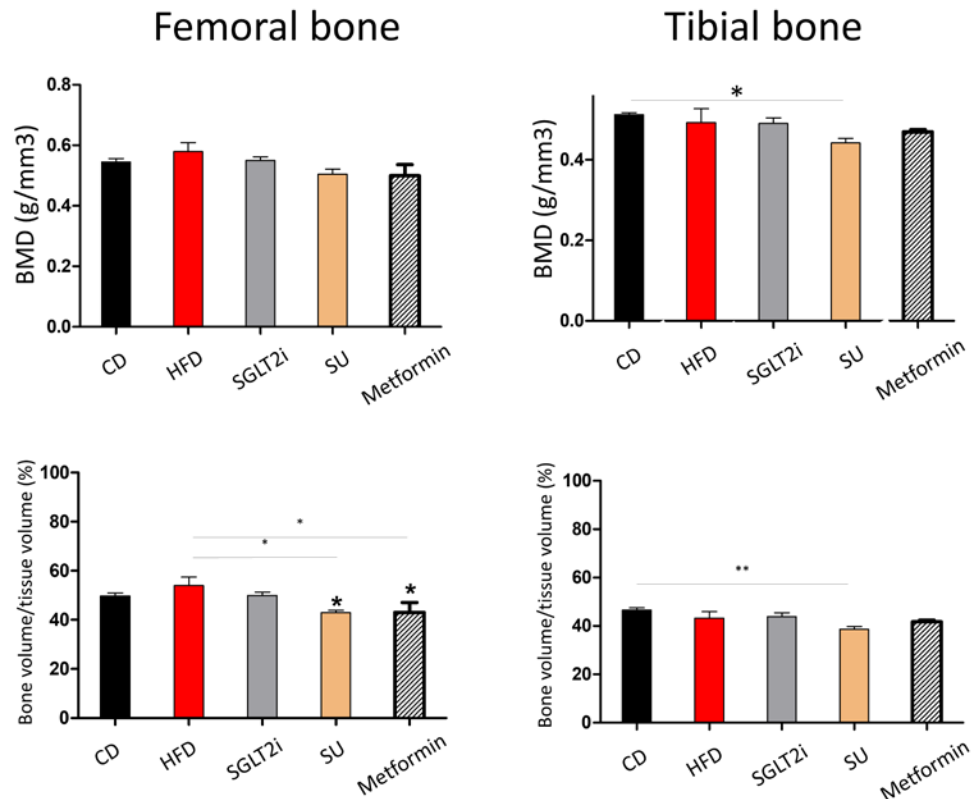 Femoral bone
Tibial bone
BMD (g/mm3)
0.8
0.6
0.4
0.2
0.0
CD
HFD
SGLT2i
SU
Metformin
BMD (g/mm3)
*
0.4
0.2
0.0
CD
HFD
SGLT2i
SU
Metformin
Bone volume/tissue volume (%)
100
80
60
40
20
0
*
*
*
*
CD
HFD
SGLT2i
SU
Metformin
Bone volume/tissue volume (%)
100
80
60
40
20
0
**
CD
HFD
SGLT2i
SU
Metformin